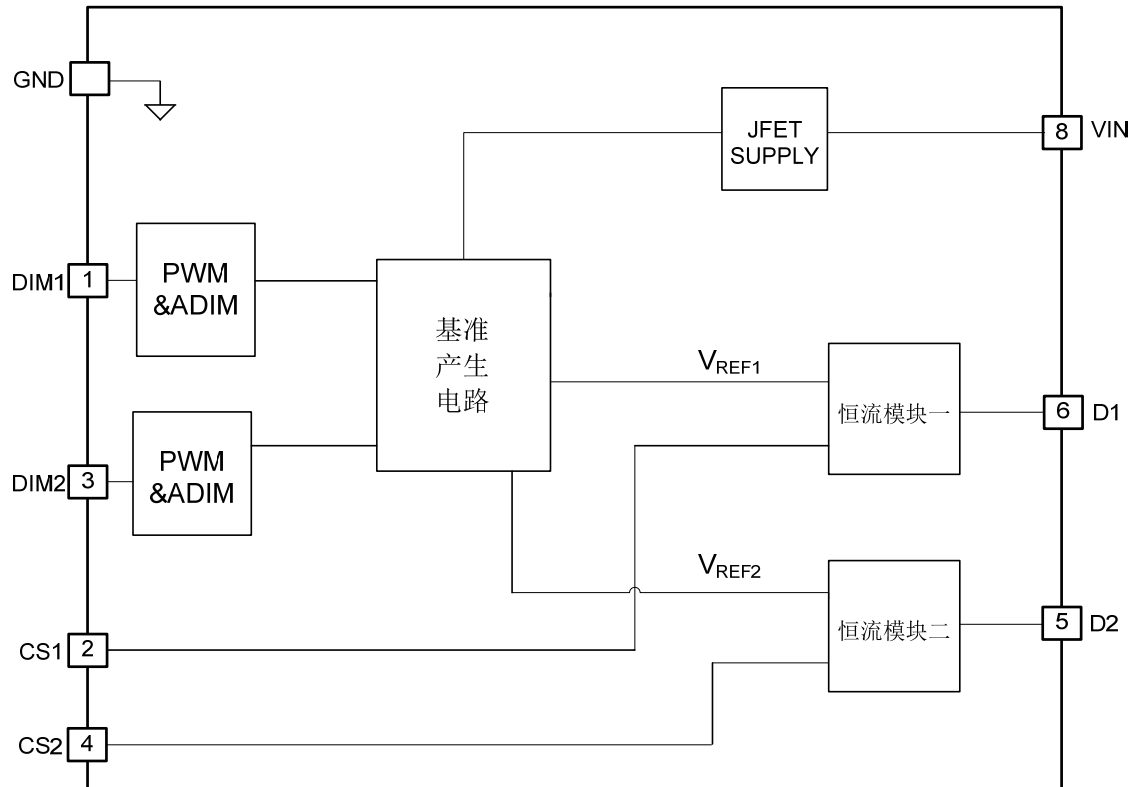 GND
JFET
SUPPLY
8
VIN
DIM1
1
PWM
&ADIM
基准
产生
电路
VREF1
恒流模块一
6
D1
DIM2
3
PWM
&ADIM
VREF2
恒流模块二
5
D2
CS1
2
CS2
4